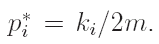 p_i^* = k_i/2m.